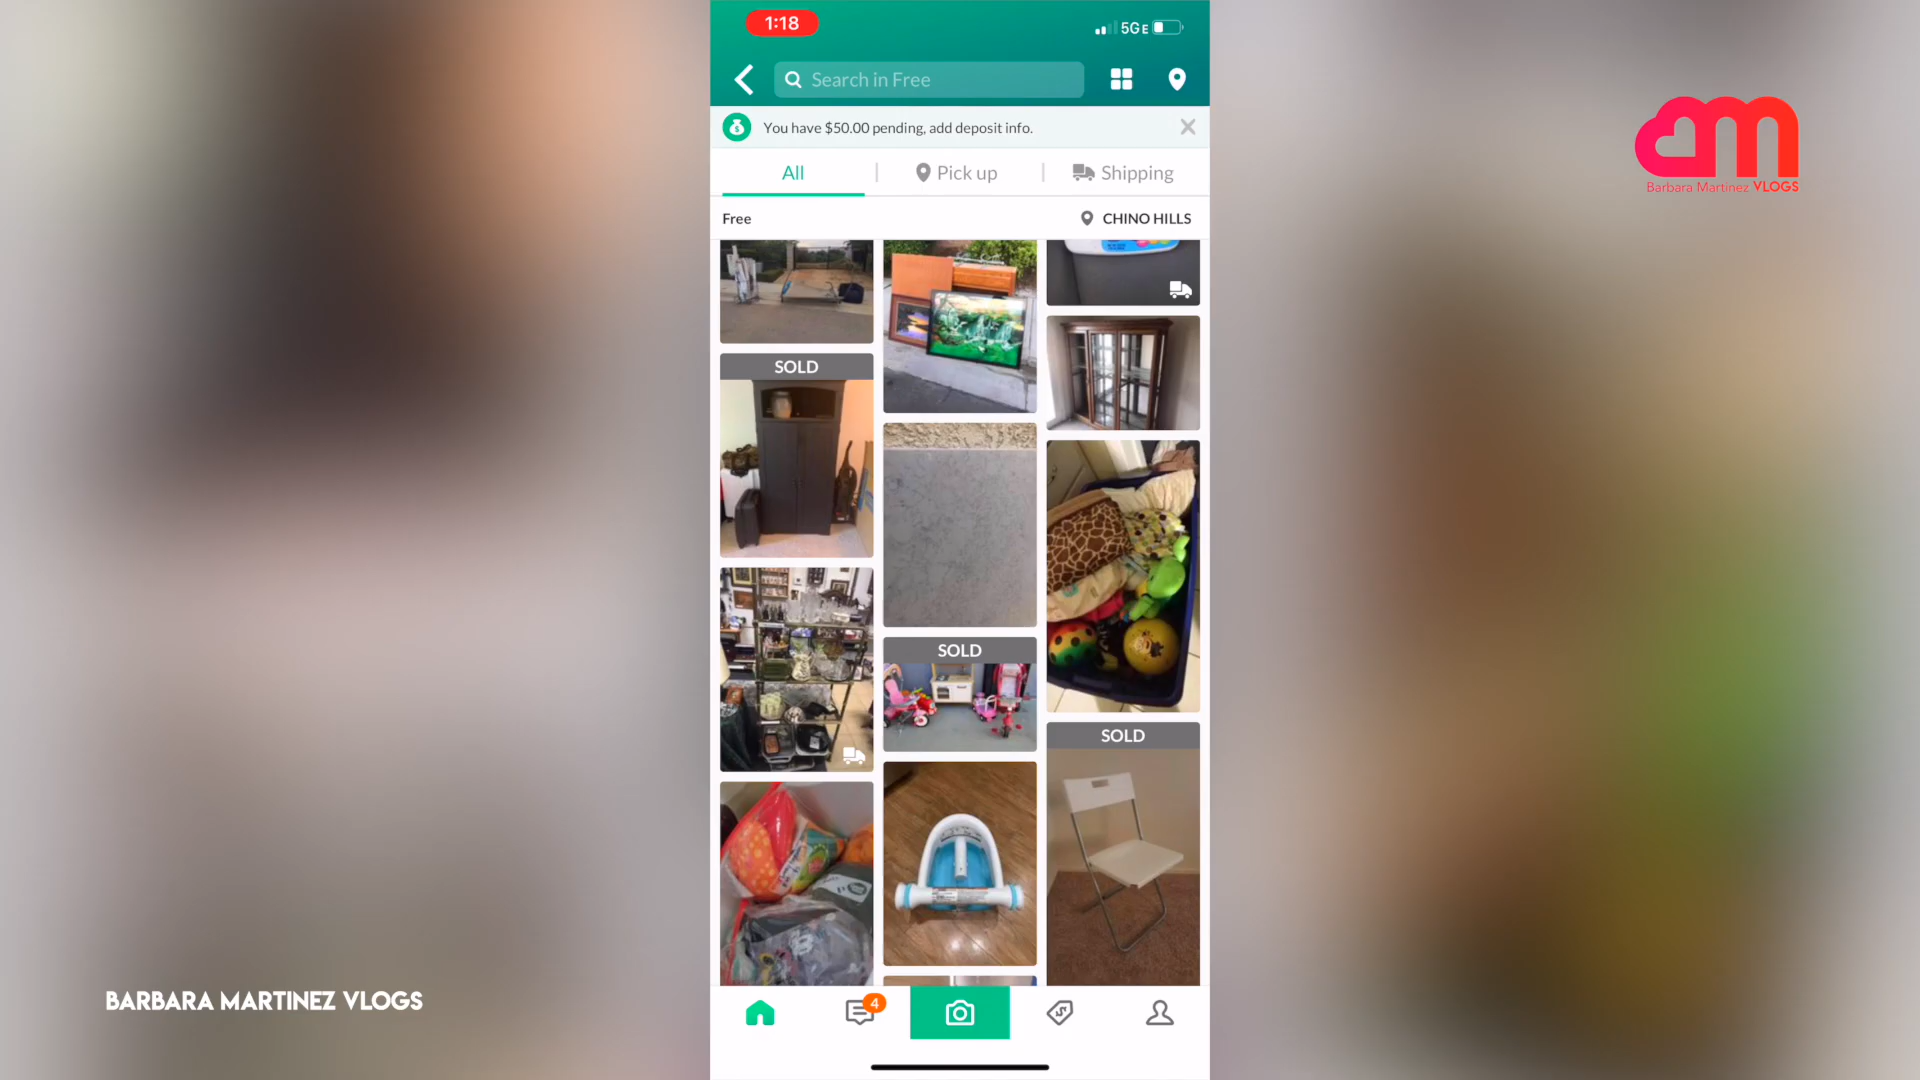 1:18
5GE
Search in Free
You have $50.00 pending, add deposit info.
All
Pick up
Shipping
Free
CHINO HILLS
SOLD
SOLD
SOLD
4
Barbara Martinez VLOGS
BARBARA MARTINEZ VLOGS